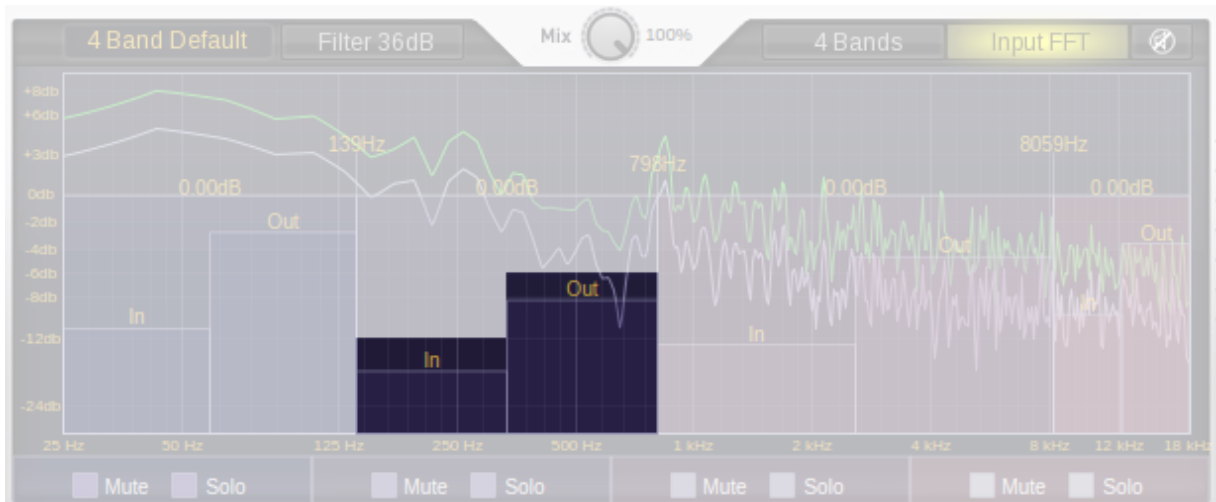 4 Band Default Filter 36dB Mix 100% 4 Bands Input FFT
+8db
+6db
+3db 139Hz 798Hz 8059Hz
0db 0.00dB 0.00dB 0.00dB 0.00dB
-2db Out
-4db Out Out
-6db
-8db Out
In In
-12db In In
-24db
25 Hz 50 Hz 125 Hz 250 Hz 500 Hz 1 kHz 2 kHz 4 kHz 8 kHz 12 kHz 18 kHz
Mute Solo Mute Solo Mute Solo Mute Solo